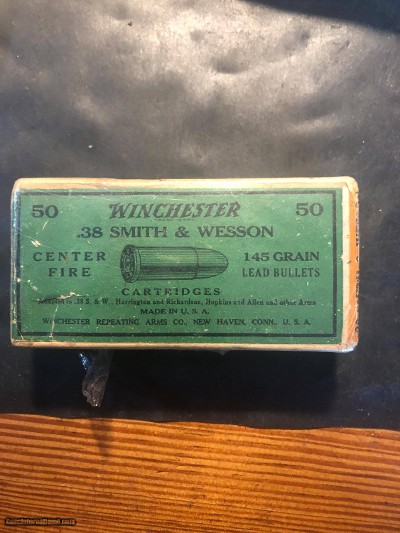 50 WINCHESTER 50
.38 SMITH & WESSON
CENTER FIRE
145 GRAIN LEAD BULLETS
CARTRIDGES
Adapted to .38 S. & W., Harrington and Richardson, Hopkins and Allen and other Arms
MADE IN U. S. A.
WINCHESTER REPEATING ARMS CO., NEW HAVEN, CONN., U. S. A.